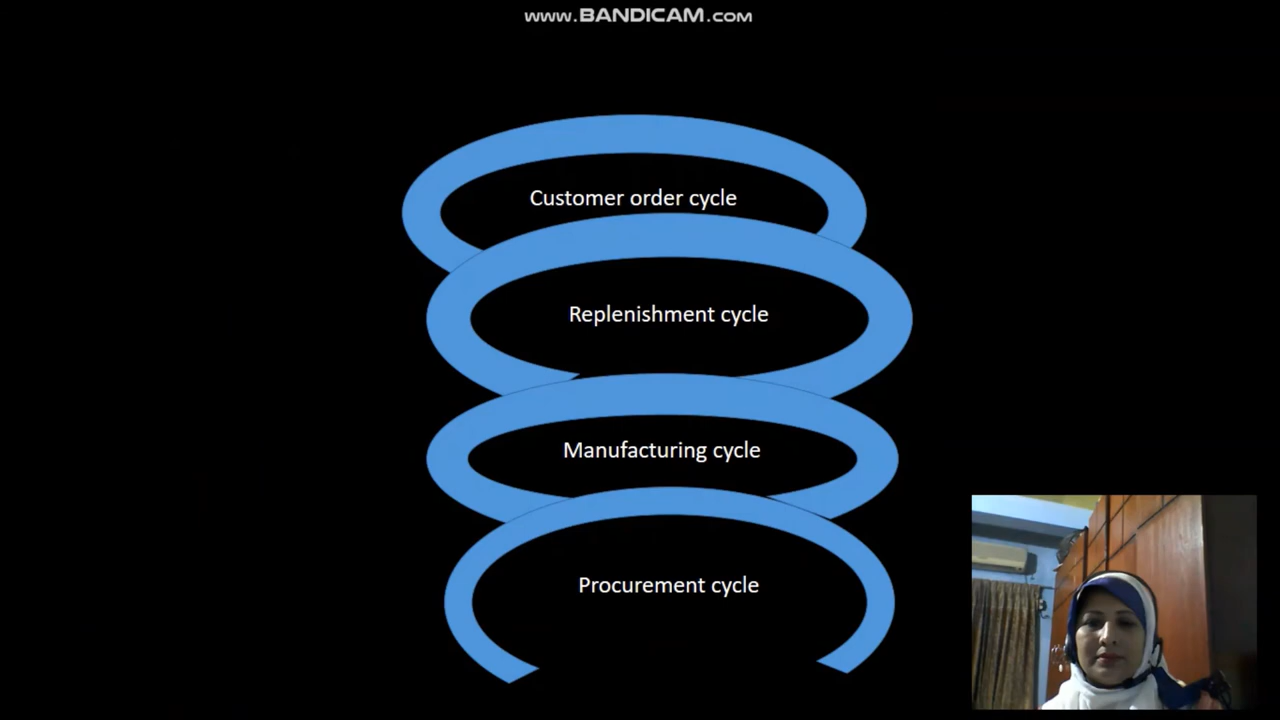 www.BANDICAM.com
Customer order cycle
Replenishment cycle
Manufacturing cycle
Procurement cycle